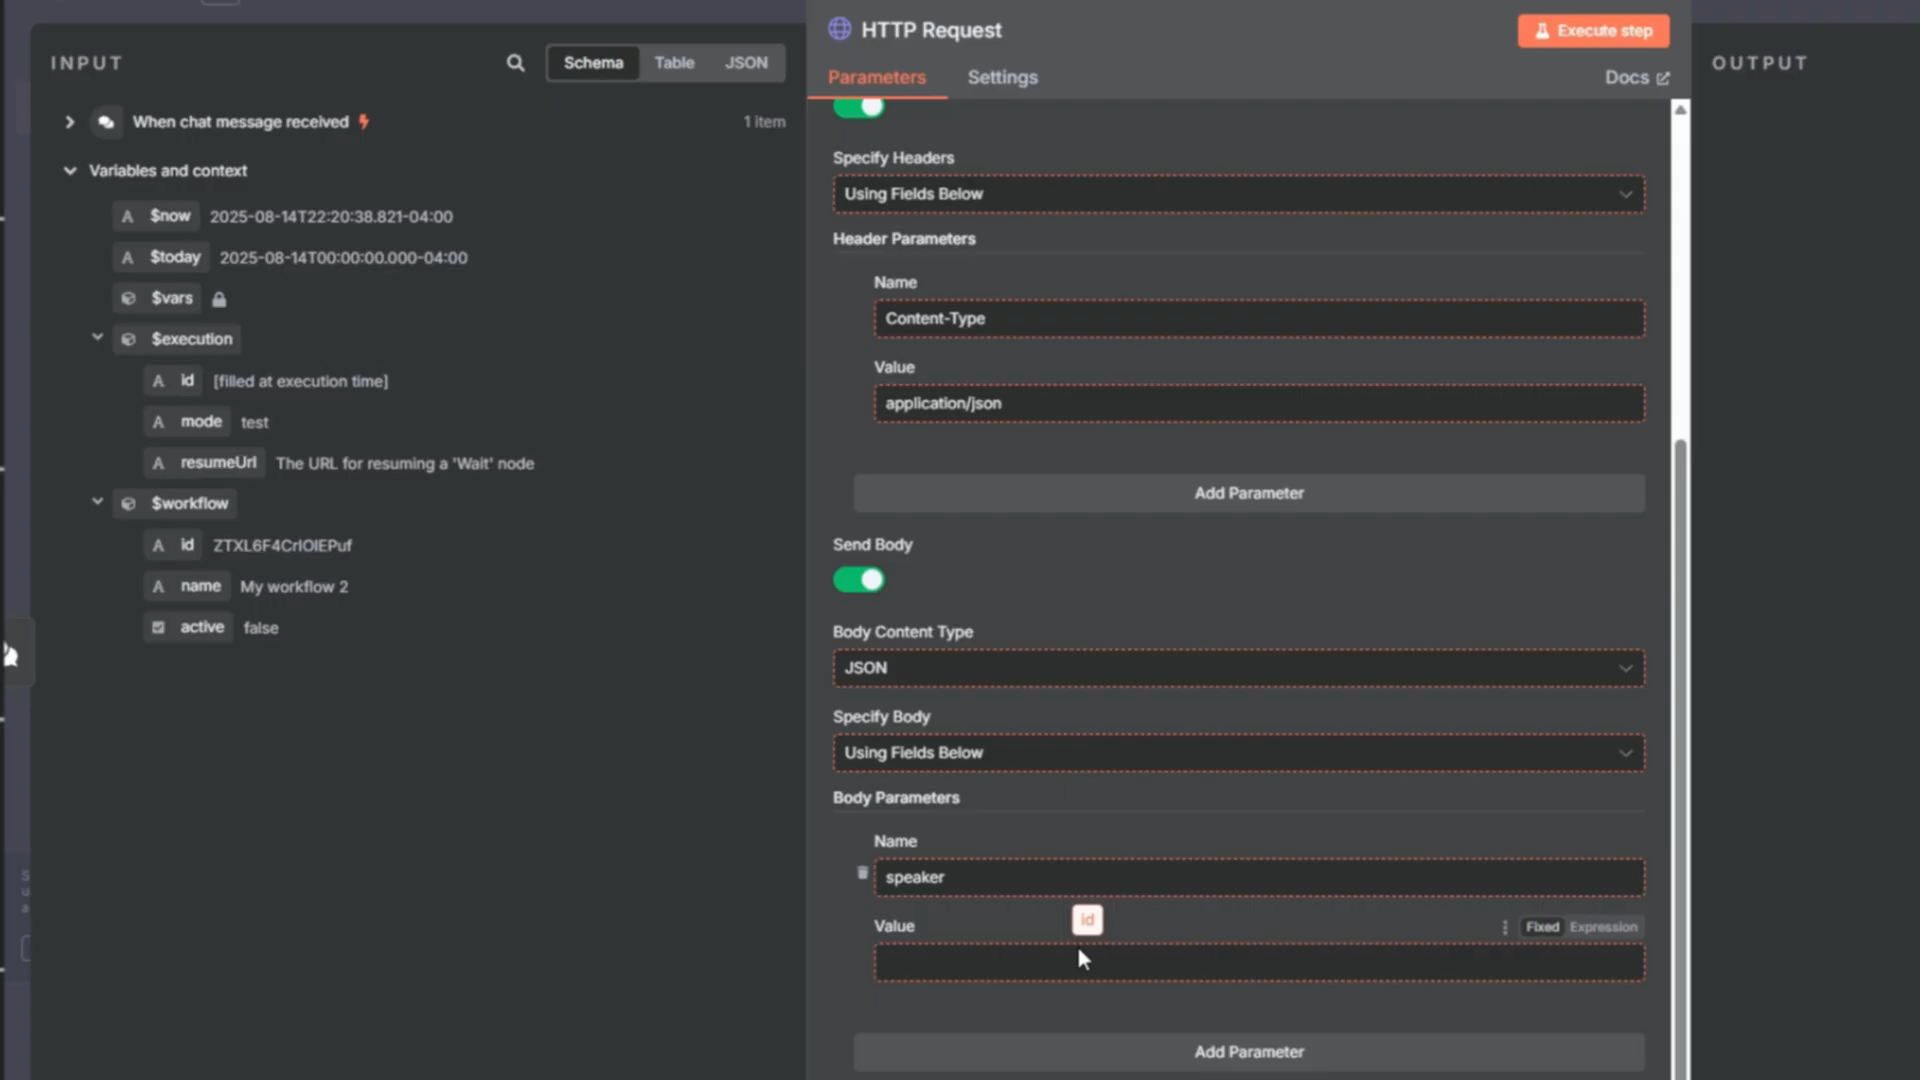 INPUT
Schema
Table
JSON
When chat message received
1 item
Variables and context
A $now 2025-08-14T22:20:38.821-04:00
A $today 2025-08-14T00:00:00.000-04:00
$vars
$execution
A id [filled at execution time]
A mode test
A resumeUrl The URL for resuming a 'Wait' node
$workflow
A id ZTXL6F4CrIOIEPuf
A name My workflow 2
active false
HTTP Request
Execute step
Parameters
Settings
Docs
Specify Headers
Using Fields Below
Header Parameters
Name
Content-Type
Value
application/json
Add Parameter
Send Body
Body Content Type
JSON
Specify Body
Using Fields Below
Body Parameters
Name
speaker
id
Value
Fixed
Expression
Add Parameter
OUTPUT